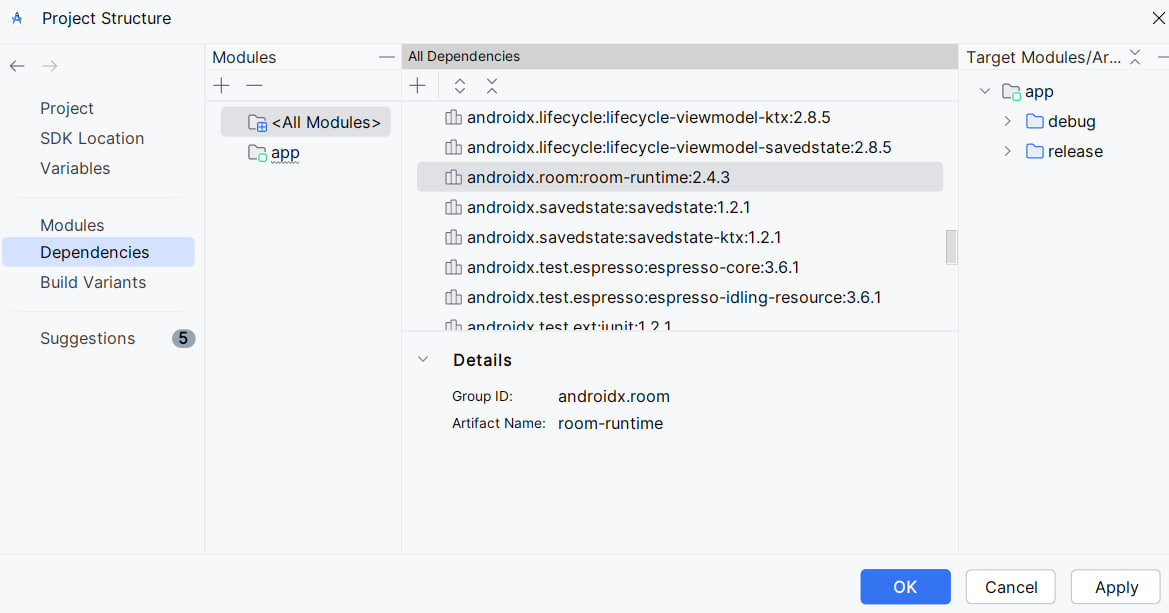 Project Structure
Project
SDK Location
Variables
Modules
Dependencies
Build Variants
Suggestions 5
Modules
<All Modules>
app
All Dependencies
androidx.lifecycle:lifecycle-viewmodel-ktx:2.8.5
androidx.lifecycle:lifecycle-viewmodel-savedstate:2.8.5
androidx.room:room-runtime:2.4.3
androidx.savedstate:savedstate:1.2.1
androidx.savedstate:savedstate-ktx:1.2.1
androidx.test.espresso:espresso-core:3.6.1
androidx.test.espresso:espresso-idling-resource:3.6.1
androidx.test.ext:junit:1.2.1
Details
Group ID: androidx.room
Artifact Name: room-runtime
Target Modules/Ar...
app
debug
release
OK
Cancel
Apply